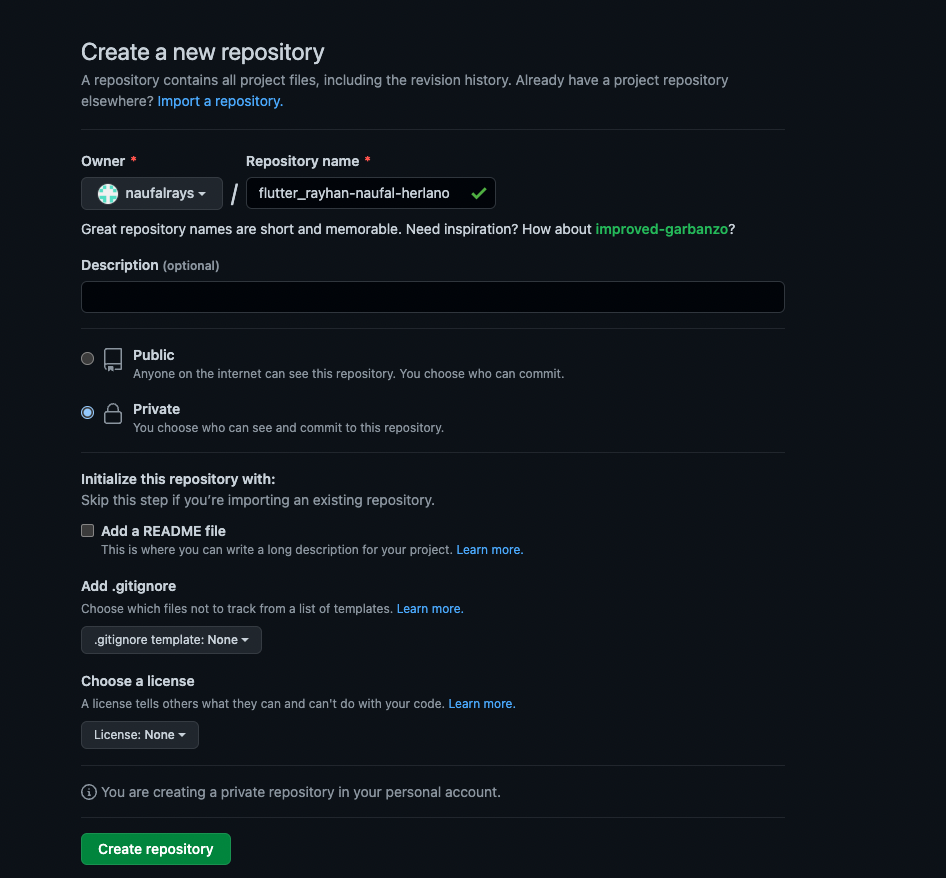 Create a new repository
A repository contains all project files, including the revision history. Already have a project repository
elsewhere? Import a repository.
Owner * Repository name *
naufalrays / flutter_rayhan-naufal-herlano
Great repository names are short and memorable. Need inspiration? How about improved-garbanzo?
Description (optional)
Public
Anyone on the internet can see this repository. You choose who can commit.
Private
You choose who can see and commit to this repository.
Initialize this repository with:
Skip this step if you're importing an existing repository.
Add a README file
This is where you can write a long description for your project. Learn more.
Add .gitignore
Choose which files not to track from a list of templates. Learn more.
.gitignore template: None
Choose a license
A license tells others what they can and can't do with your code. Learn more.
License: None
You are creating a private repository in your personal account.
Create repository